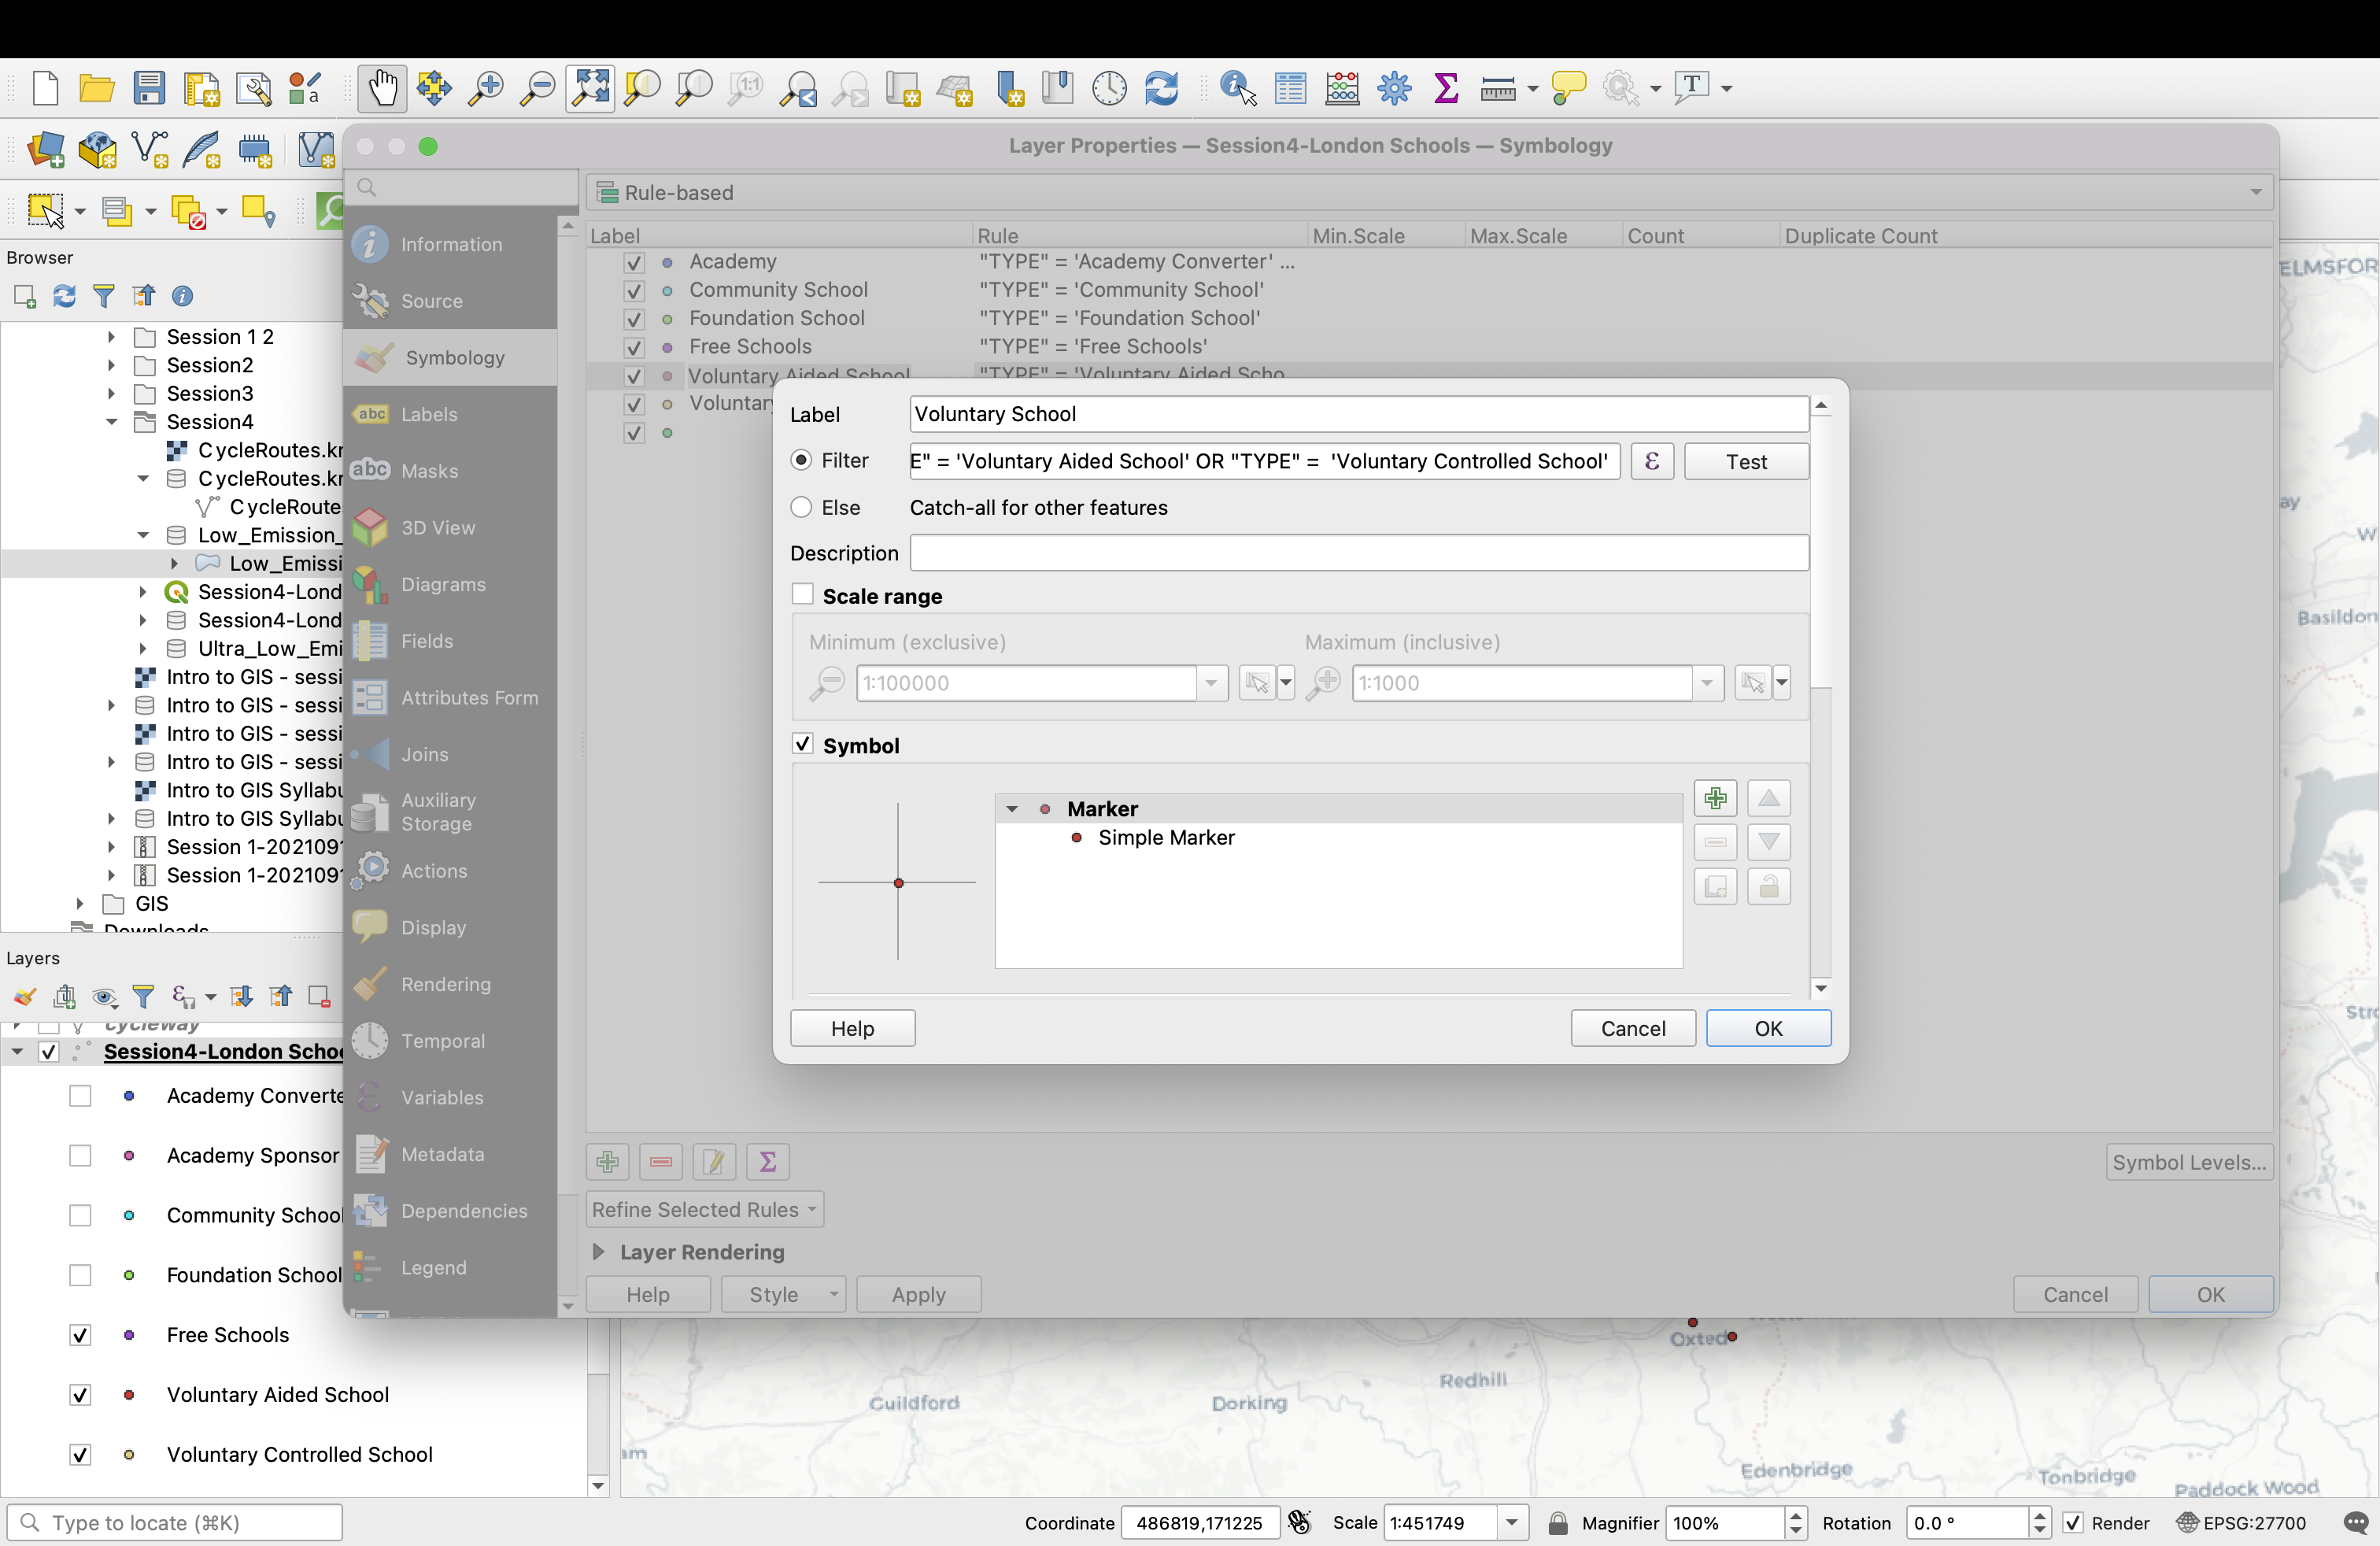 Layer Properties — Session4-London Schools — Symbology
Rule-based
Label Rule Min.Scale Max.Scale Count Duplicate Count
Academy "TYPE" = 'Academy Converter' ...
Community School "TYPE" = 'Community School'
Foundation School "TYPE" = 'Foundation School'
Free Schools "TYPE" = 'Free Schools'
Voluntary Aided School "TYPE" = 'Voluntary Aided Scho
Voluntary
Information
Source
Symbology
abc Labels
abc Masks
3D View
Diagrams
Fields
Attributes Form
Joins
Auxiliary
Storage
Actions
Display
Rendering
Temporal
Variables
Metadata
Dependencies
Legend
Label Voluntary School
Filter E" = 'Voluntary Aided School' OR "TYPE" = 'Voluntary Controlled School' ε Test
Else Catch-all for other features
Description
Scale range
Minimum (exclusive) Maximum (inclusive)
1:100000 1:1000
Symbol
Marker
Simple Marker
Help Cancel OK
Symbol Levels...
Refine Selected Rules
Layer Rendering
Help Style Apply Cancel OK
Browser
Session 1 2
Session2
Session3
Session4
CycleRoutes.kr
CycleRoutes.kr
CycleRoute
Low_Emission_
Low_Emissi
Session4-Lond
Session4-Lond
Ultra_Low_Emi
Intro to GIS - sessi
Intro to GIS - sessi
Intro to GIS - sessi
Intro to GIS - sessi
Intro to GIS Syllabu
Intro to GIS Syllabu
Session 1-202109
Session 1-202109
GIS
Downloads
Layers
cycleway
Session4-London Schoo
Academy Converte
Academy Sponsor
Community School
Foundation School
Free Schools
Voluntary Aided School
Voluntary Controlled School
ELMSFOR
ay
W
Basildon
Stro
Oxted
Redhill
Guildford
Dorking
am
Edenbridge
Tonbridge
Paddock Wood
Type to locate (⌘K) Coordinate 486819,171225 Scale 1:451749 Magnifier 100% Rotation 0.0 ° Render EPSG:27700